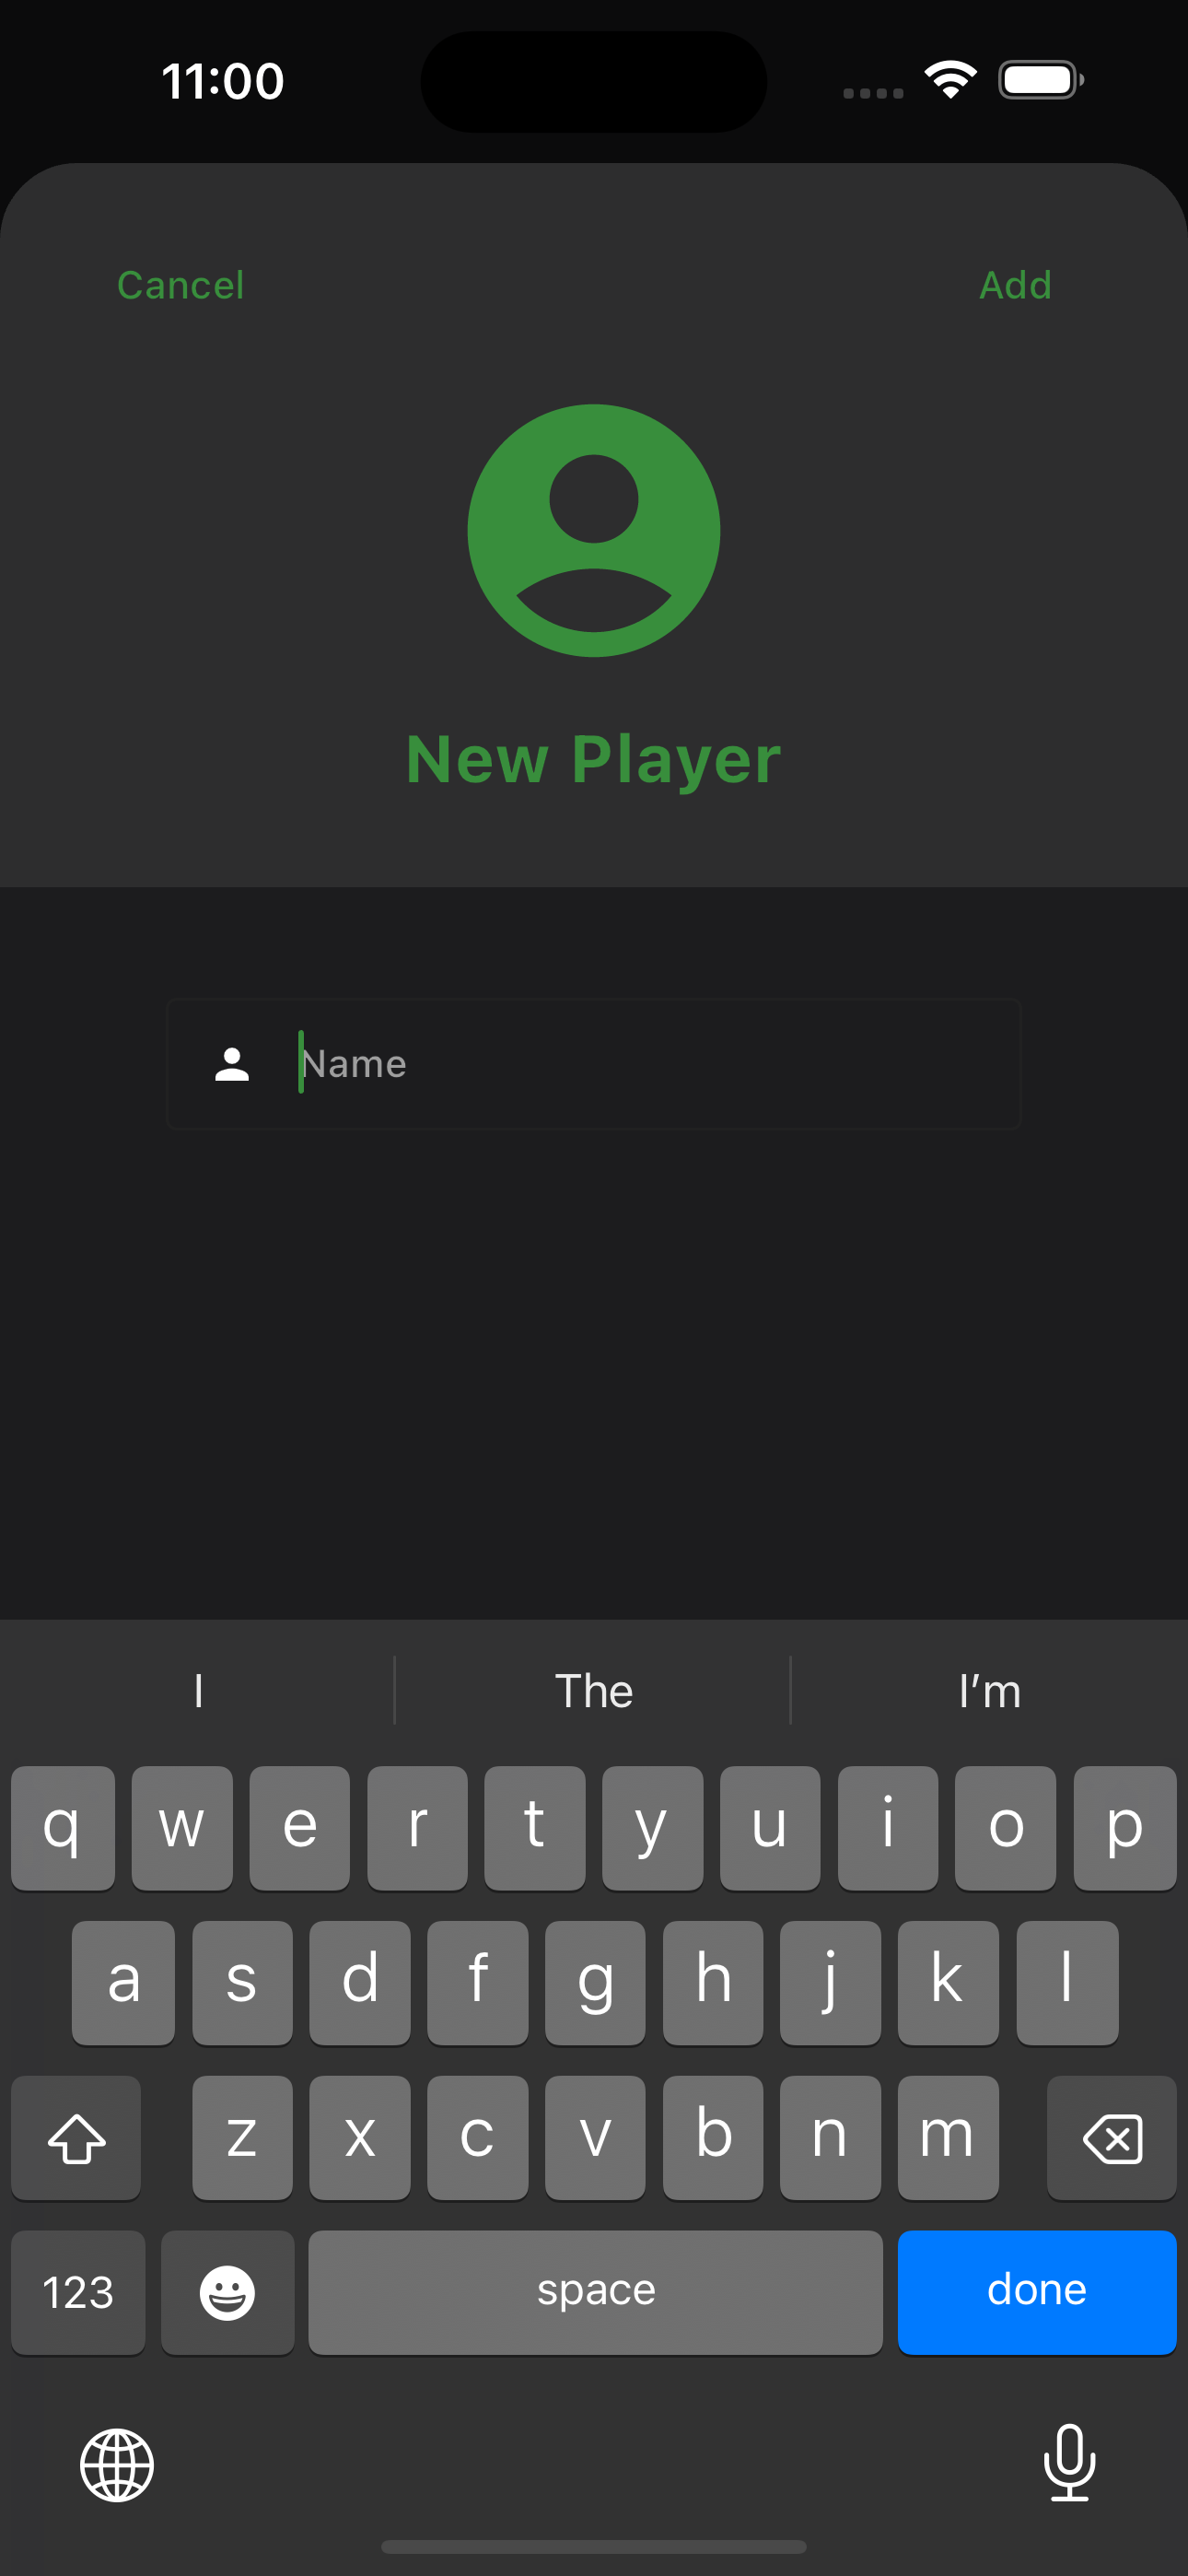 11:00
Cancel Add
New Player
Name
I The I’m
q w e r t y u i o p
a s d f g h j k l
z x c v b n m
123 space done